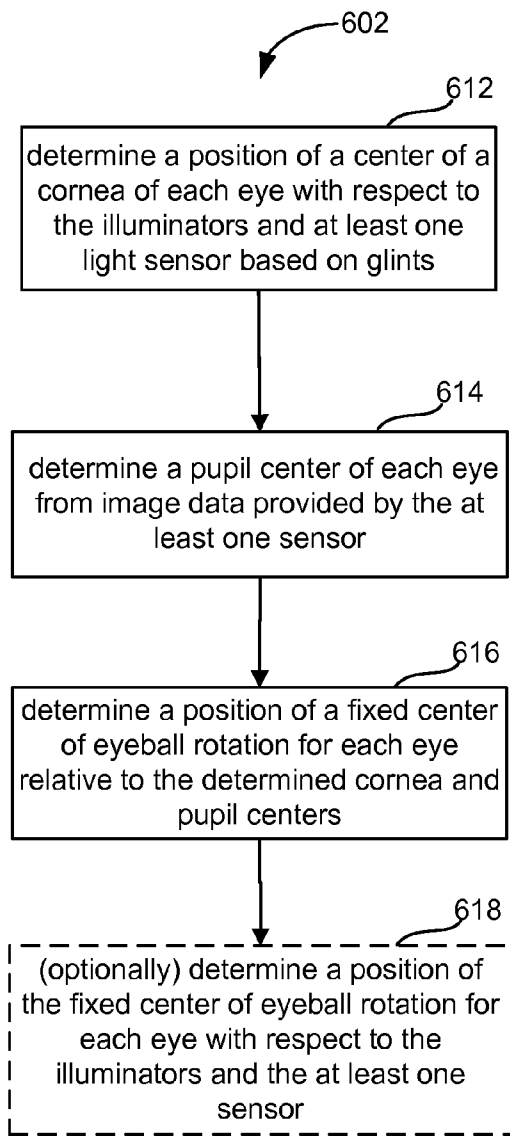 602
612
determine a position of a center of a
cornea of each eye with respect to
the illuminators and at least one
light sensor based on glints
614
determine a pupil center of each eye
from image data provided by the at
least one sensor
616
determine a position of a fixed center
of eyeball rotation for each eye
relative to the determined cornea and
pupil centers
618
(optionally) determine a position of
the fixed center of eyeball rotation for
each eye with respect to the
illuminators and the at least one
sensor